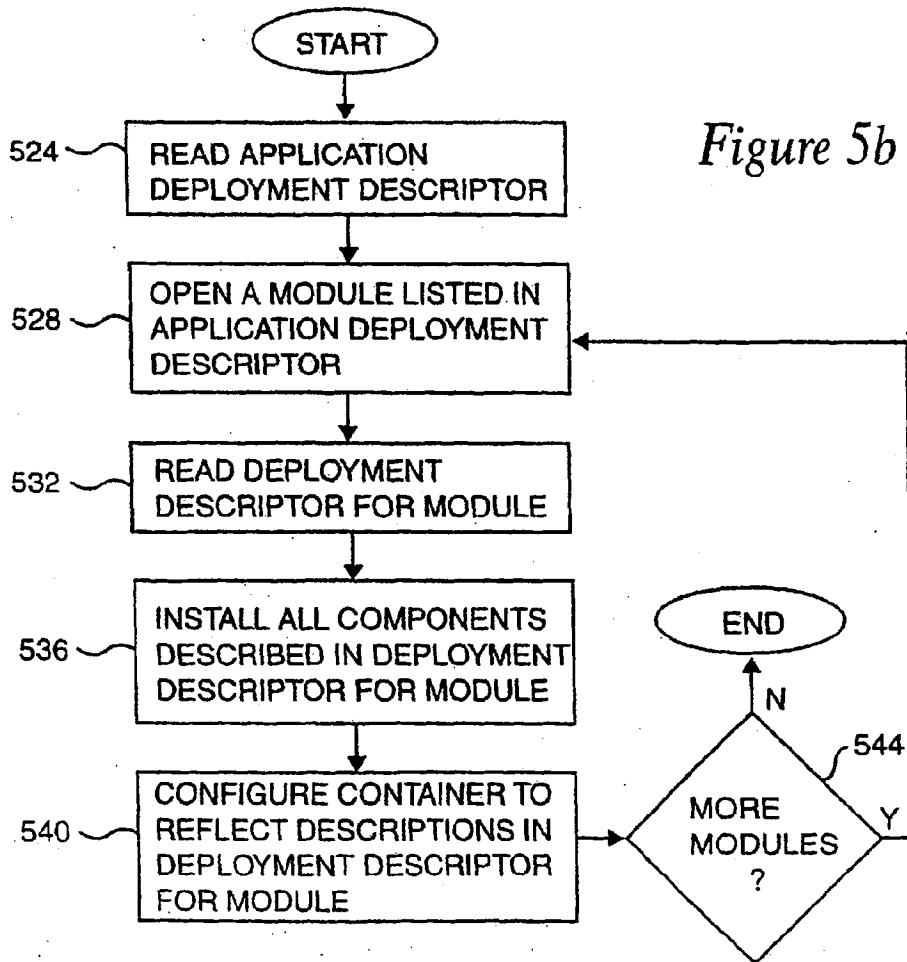 START
Figure 5b
524
READ APPLICATION
DEPLOYMENT DESCRIPTOR
528
OPEN A MODULE LISTED IN
APPLICATION DEPLOYMENT
DESCRIPTOR
532
READ DEPLOYMENT
DESCRIPTOR FOR MODULE
536
INSTALL ALL COMPONENTS
DESCRIBED IN DEPLOYMENT
DESCRIPTOR FOR MODULE
END
N
544
540
CONFIGURE CONTAINER TO
REFLECT DESCRIPTIONS IN
DEPLOYMENT DESCRIPTOR
FOR MODULE
MORE
MODULES
?
Y